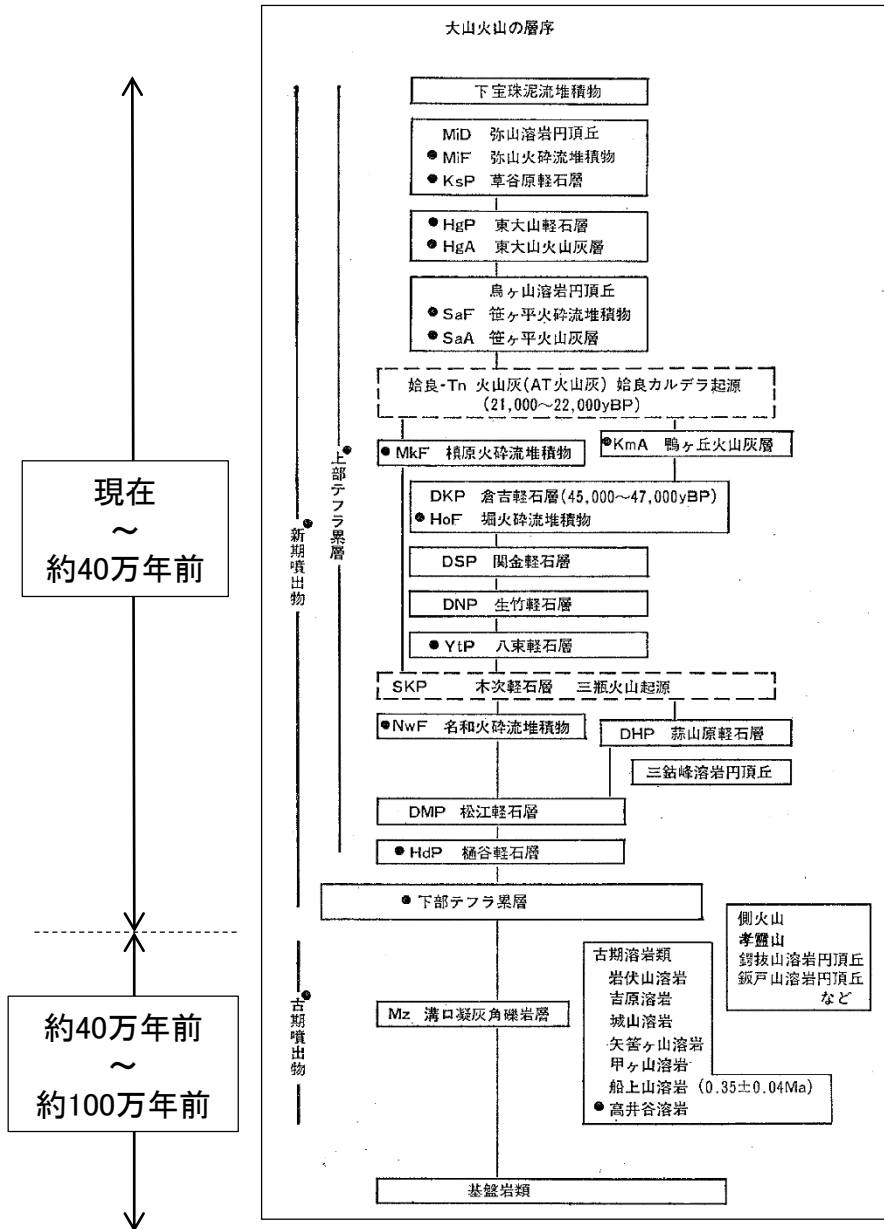 大山火山の層序
下宝珠泥流堆積物
MiD 弥山溶岩円頂丘
●MiF 弥山火砕流堆積物
●KsP 草谷原軽石層
●HgP 東大山軽石層
●HgA 東大山火山灰層
烏ヶ山溶岩円頂丘
●SaF 笹ヶ平火砕流堆積物
●SaA 笹ヶ平火山灰層
姶良-Tn 火山灰(AT火山灰) 姶良カルデラ起源
(21,000～22,000yBP)
●MkF 槙原火砕流堆積物
●KmA 鴨ヶ丘火山灰層
DKP 倉吉軽石層(45,000～47,000yBP)
●HoF 堀火砕流堆積物
DSP 関金軽石層
DNP 生竹軽石層
●YtP 八束軽石層
SKP 木次軽石層 三瓶火山起源
●NwF 名和火砕流堆積物
DHP 蒜山原軽石層
三鈷峰溶岩円頂丘
DMP 松江軽石層
●HdP 樋谷軽石層
●下部テフラ累層
上部テフラ累層●
新期噴出物●
現在
～
約40万年前
側火山
孝霊山
鍔抜山溶岩円頂丘
鈑戸山溶岩円頂丘
など
古期溶岩類
岩伏山溶岩
吉原溶岩
城山溶岩
矢筈ヶ山溶岩
甲ヶ山溶岩
船上山溶岩 (0.35±0.04Ma)
●高井谷溶岩
Mz 溝口凝灰角礫岩層
古期噴出物●
約40万年前
～
約100万年前
基盤岩類